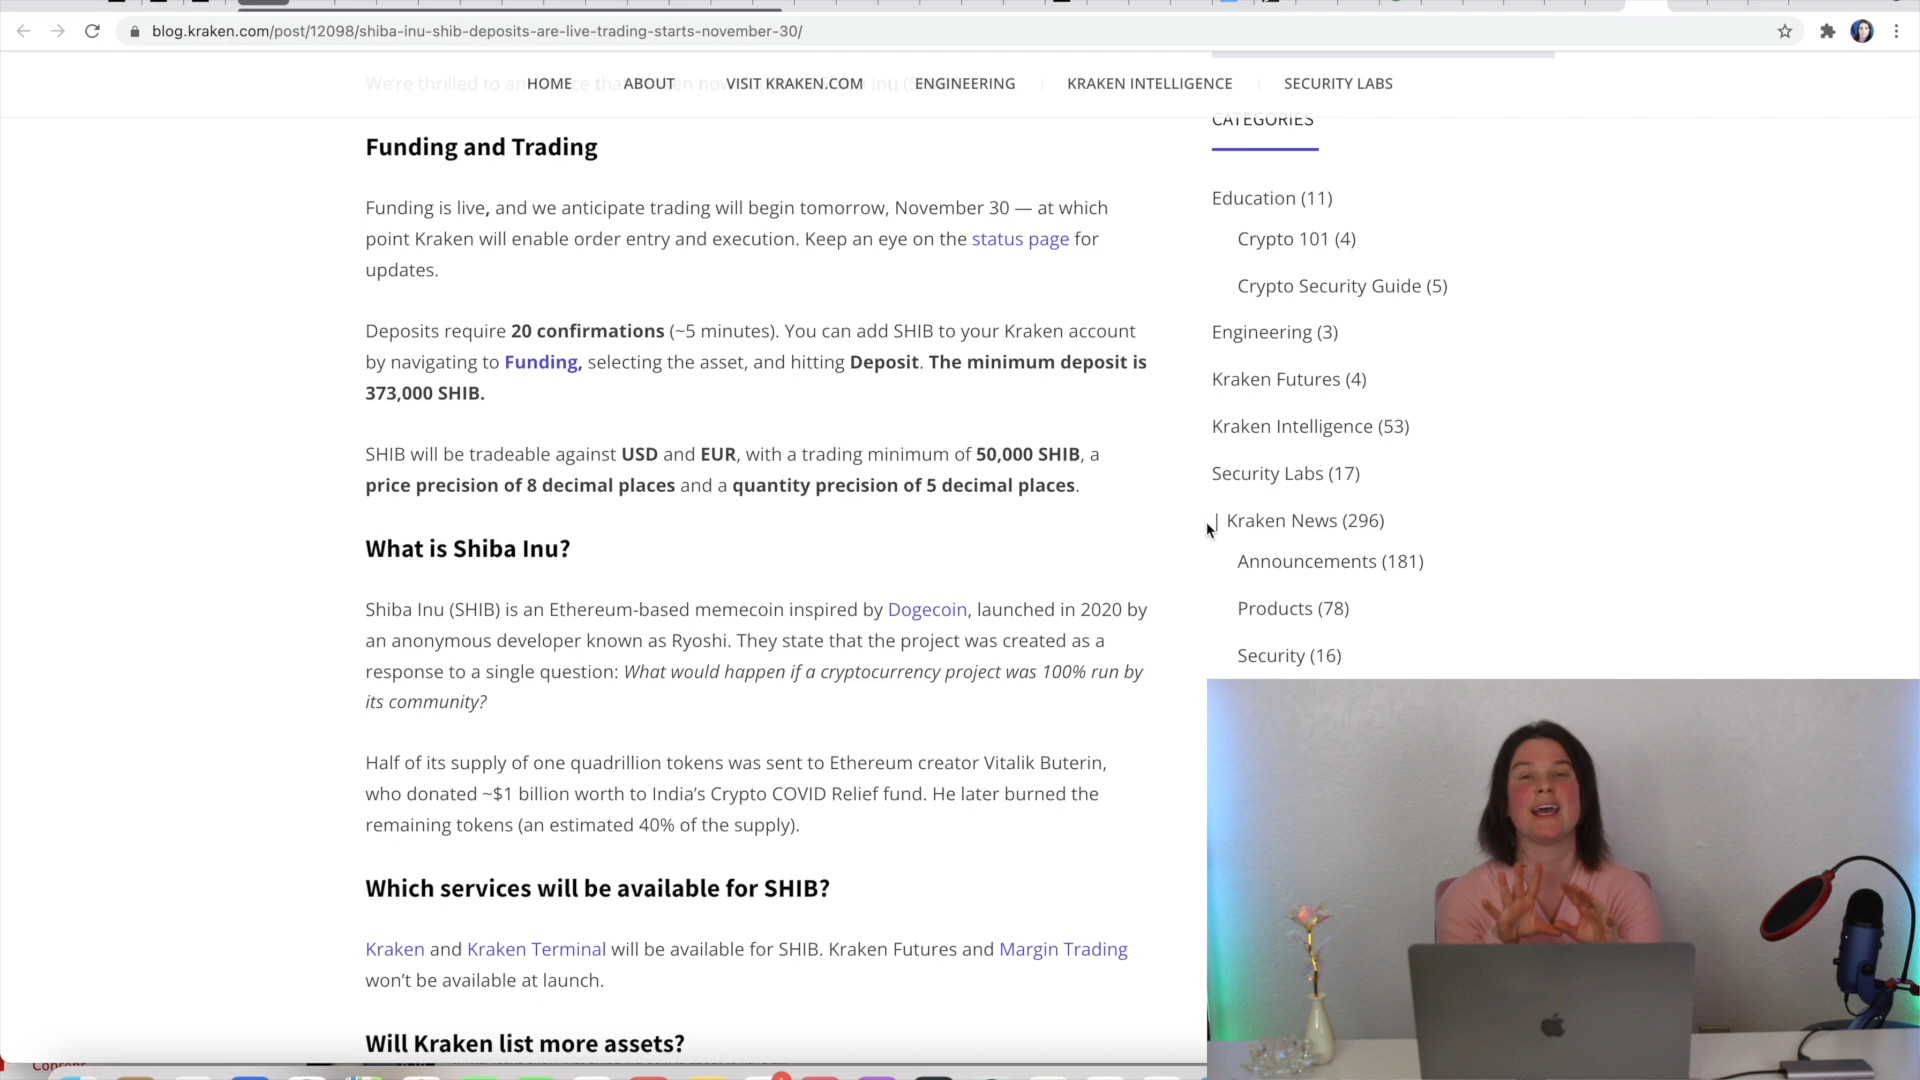 blog.kraken.com/post/12098/shiba-inu-shib-deposits-are-live-trading-starts-november-30/
HOME ABOUT VISIT KRAKEN.COM ENGINEERING KRAKEN INTELLIGENCE SECURITY LABS
We're thrilled to
Funding and Trading
Funding is live, and we anticipate trading will begin tomorrow, November 30 — at which
point Kraken will enable order entry and execution. Keep an eye on the status page for
updates.
Deposits require 20 confirmations (~5 minutes). You can add SHIB to your Kraken account
by navigating to Funding, selecting the asset, and hitting Deposit. The minimum deposit is
373,000 SHIB.
SHIB will be tradeable against USD and EUR, with a trading minimum of 50,000 SHIB, a
price precision of 8 decimal places and a quantity precision of 5 decimal places.
What is Shiba Inu?
Shiba Inu (SHIB) is an Ethereum-based memecoin inspired by Dogecoin, launched in 2020 by
an anonymous developer known as Ryoshi. They state that the project was created as a
response to a single question: What would happen if a cryptocurrency project was 100% run by
its community?
Half of its supply of one quadrillion tokens was sent to Ethereum creator Vitalik Buterin,
who donated ~$1 billion worth to India's Crypto COVID Relief fund. He later burned the
remaining tokens (an estimated 40% of the supply).
Which services will be available for SHIB?
Kraken and Kraken Terminal will be available for SHIB. Kraken Futures and Margin Trading
won't be available at launch.
Will Kraken list more assets?
CATEGORIES
Education (11)
Crypto 101 (4)
Crypto Security Guide (5)
Engineering (3)
Kraken Futures (4)
Kraken Intelligence (53)
Security Labs (17)
| Kraken News (296)
Announcements (181)
Products (78)
Security (16)